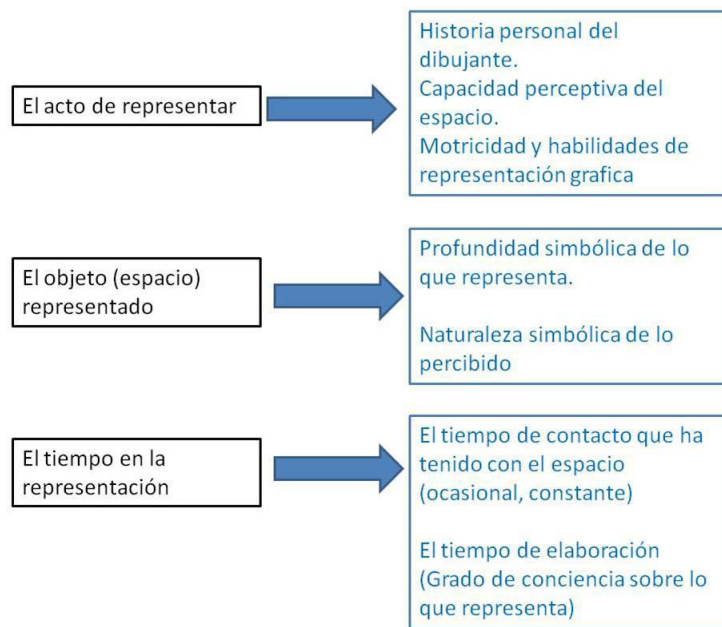 El acto de representar
Historia personal del
dibujante.
Capacidad perceptiva del
espacio.
Motricidad y habilidades de
representación grafica
El objeto (espacio)
representado
Profundidad simbólica de lo
que representa.
Naturaleza simbólica de lo
percibido
El tiempo en la
representación
El tiempo de contacto que ha
tenido con el espacio
(ocasional, constante)
El tiempo de elaboración
(Grado de conciencia sobre lo
que representa)